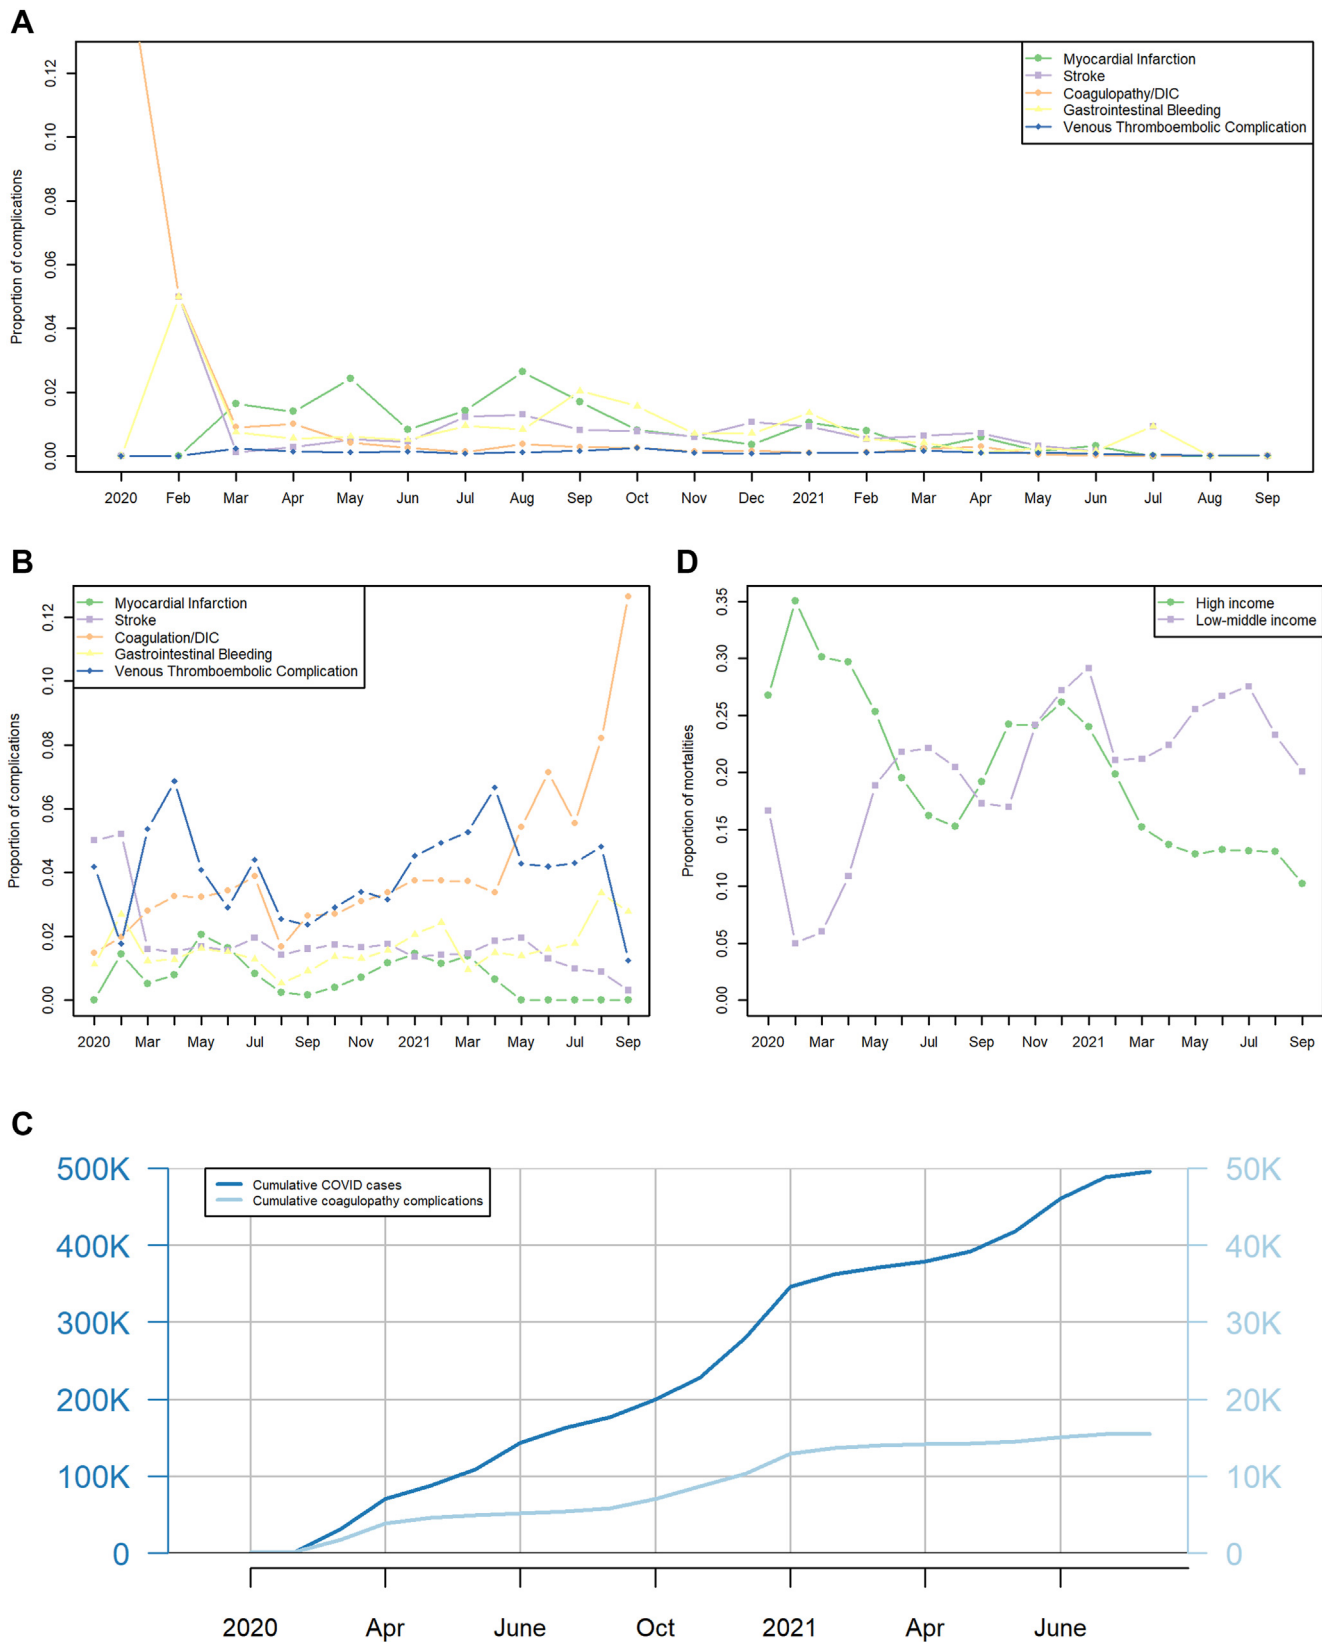 A
Proportion of complications
0.12
0.10
0.08
0.06
0.04
0.02
0.00
Myocardial Infarction
Stroke
Coagulopathy/DIC
Gastrointestinal Bleeding
Venous Thromboembolic Complication
2020 Feb Mar Apr May Jun Jul Aug Sep Oct Nov Dec 2021 Feb Mar Apr May Jun Jul Aug Sep
B
Proportion of complications
0.12
0.10
0.08
0.06
0.04
0.02
0.00
Myocardial Infarction
Stroke
Coagulation/DIC
Gastrointestinal Bleeding
Venous Thromboembolic Complication
2020 Mar May Jul Sep Nov 2021 Mar May Jul Sep
D
Proportion of mortalities
0.35
0.30
0.25
0.20
0.15
0.10
0.05
0.00
High income
Low-middle income
2020 Mar May Jul Sep Nov 2021 Mar May Jul Sep
C
500K
400K
300K
200K
100K
0
Cumulative COVID cases
Cumulative coagulopathy complications
50K
40K
30K
20K
10K
0
2020 Apr June Oct 2021 Apr June